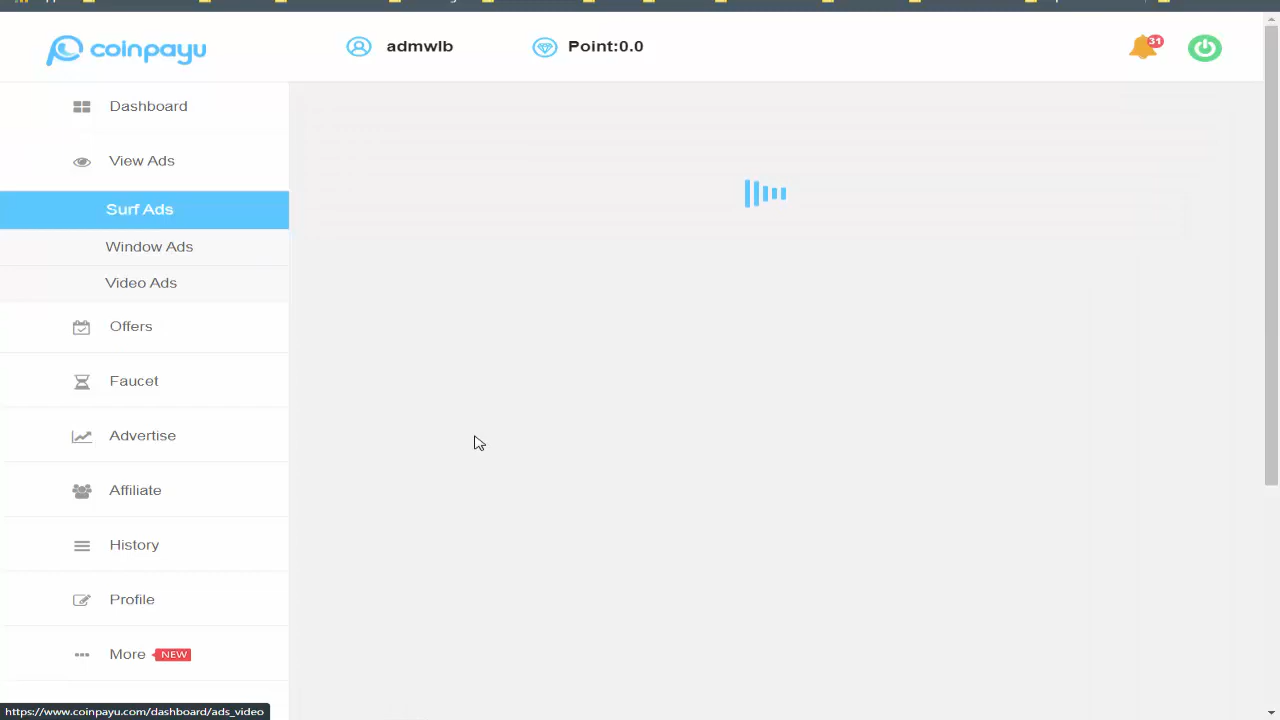 coinpayu
admwlb
Point:0.0
31
Dashboard
View Ads
Surf Ads
Window Ads
Video Ads
Offers
Faucet
Advertise
Affiliate
History
Profile
More NEW
https://www.coinpayu.com/dashboard/ads_video